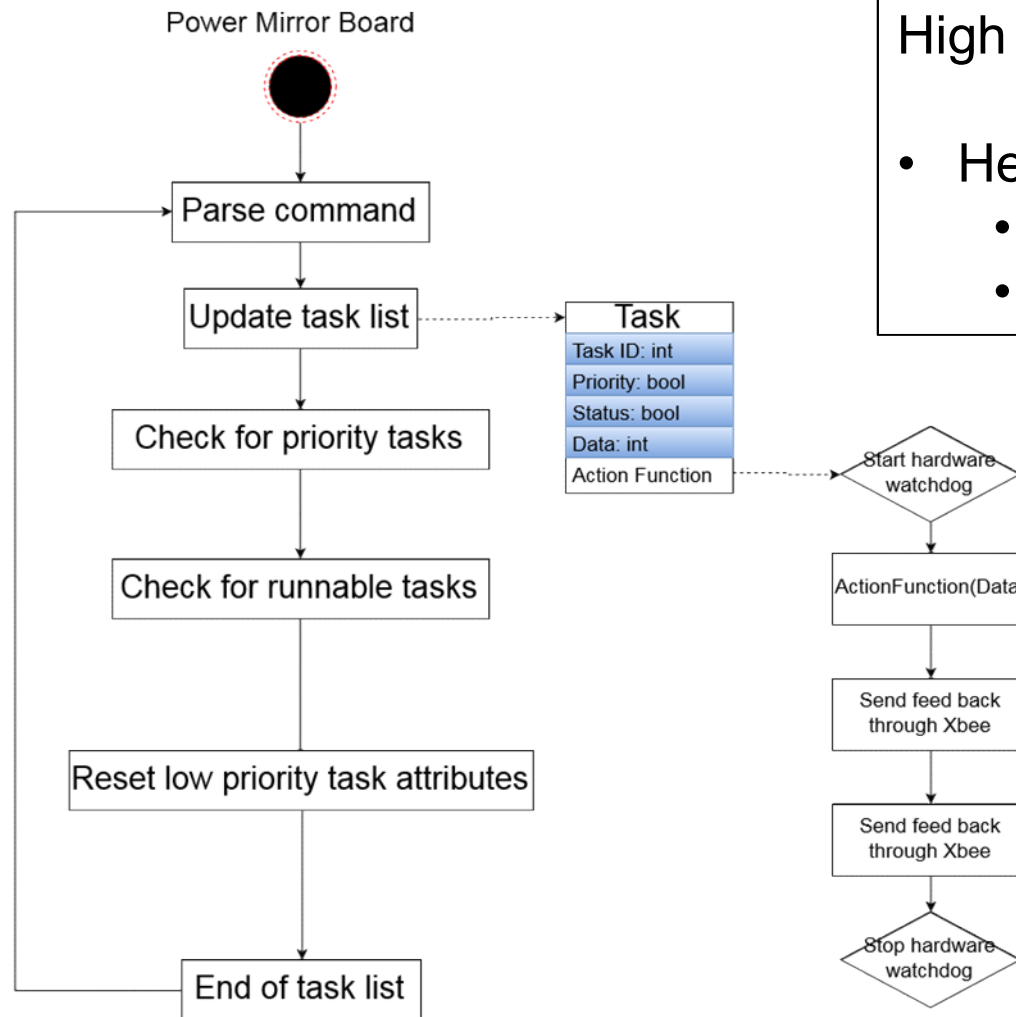 Power Mirror Board
High
• He
•
•
Parse command
Update task list
Task
Task ID: int
Priority: bool
Status: bool
Data: int
Action Function
Check for priority tasks
Check for runnable tasks
Reset low priority task attributes
End of task list
Start hardware
watchdog
ActionFunction(Data
Send feed back
through Xbee
Send feed back
through Xbee
Stop hardware
watchdog